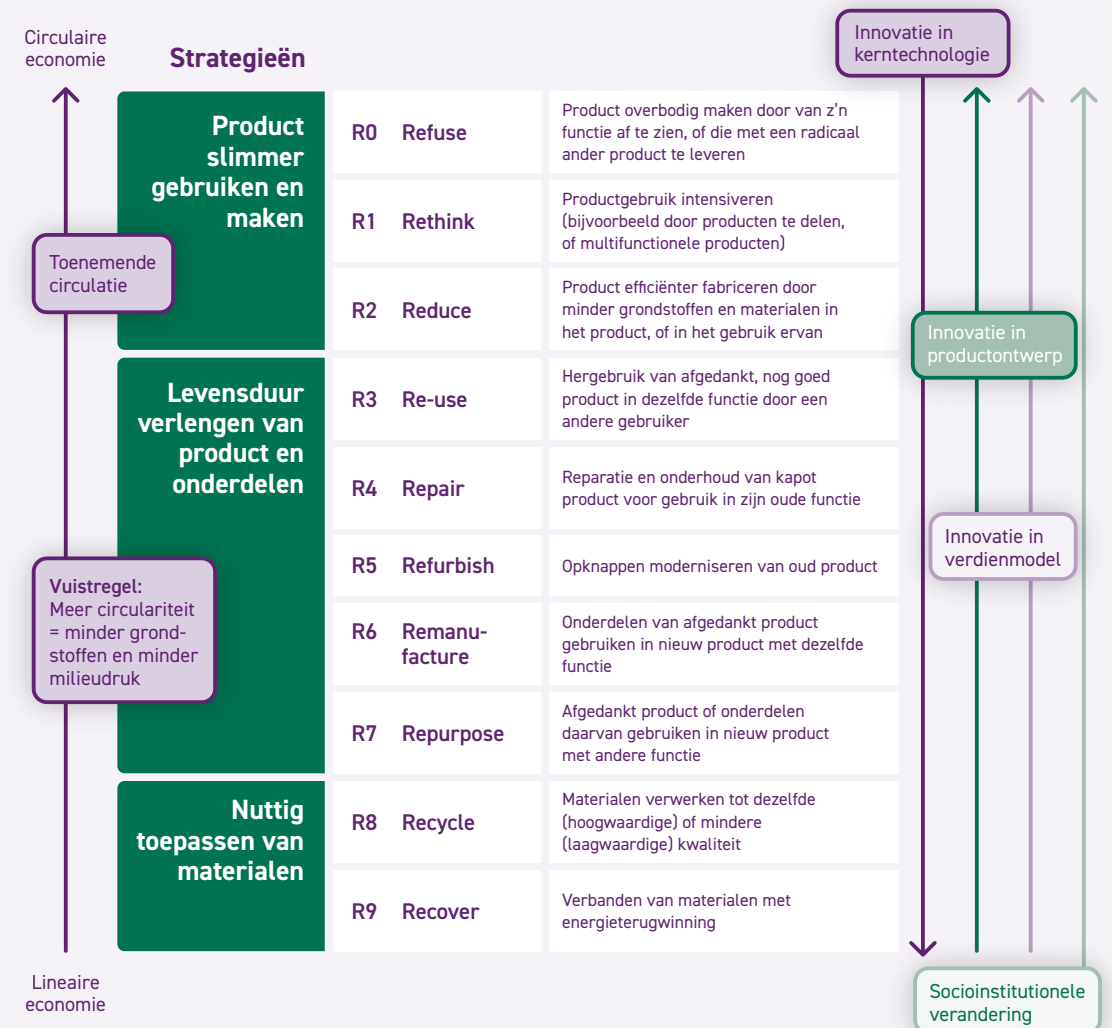 Circulaire
economie
Strategieën
Innovatie in
kerntechnologie
Product
slimmer
gebruiken en
maken
R0 Refuse
Product overbodig maken door van z'n
functie af te zien, of die met een radicaal
ander product te leveren
R1 Rethink
Productgebruik intensiveren
(bijvoorbeeld door producten te delen,
of multifunctionele producten)
Toenemende
circulatie
R2 Reduce
Product efficiënter fabriceren door
minder grondstoffen en materialen in
het product, of in het gebruik ervan
Innovatie in
productontwerp
Levensduur
verlengen van
product en
onderdelen
R3 Re-use
Hergebruik van afgedankt, nog goed
product in dezelfde functie door een
andere gebruiker
R4 Repair
Reparatie en onderhoud van kapot
product voor gebruik in zijn oude functie
Innovatie in
verdienmodel
R5 Refurbish
Opknappen moderniseren van oud product
Vuistregel:
Meer circulariteit
= minder grond-
stoffen en minder
milieudruk
R6 Remanu-
facture
Onderdelen van afgedankt product
gebruiken in nieuw product met dezelfde
functie
R7 Repurpose
Afgedankt product of onderdelen
daarvan gebruiken in nieuw product
met andere functie
Nuttig
toepassen van
materialen
R8 Recycle
Materialen verwerken tot dezelfde
(hoogwaardige) of mindere
(laagwaardige) kwaliteit
R9 Recover
Verbanden van materialen met
energieterugwinning
Lineaire
economie
Socioinstitutionele
verandering